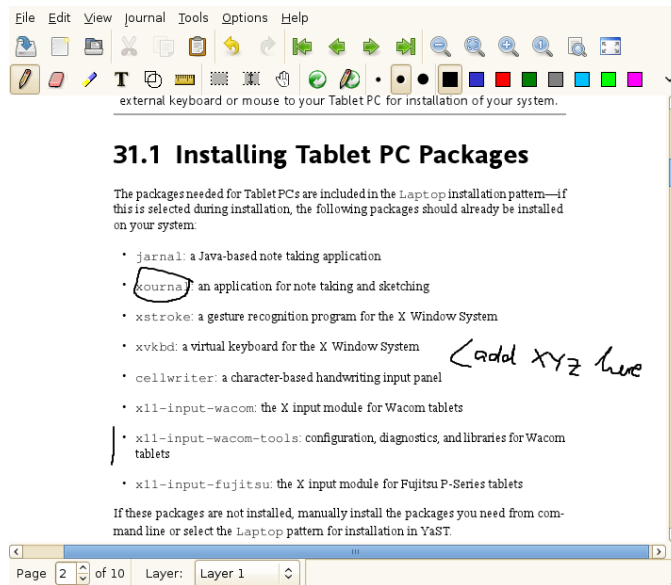 File Edit View Journal Tools Options Help
T
external keyboard or mouse to your Tablet PC for installation of your system.
31.1 Installing Tablet PC Packages
The packages needed for Tablet PCs are included in the Laptop installation pattern—if
this is selected during installation, the following packages should already be installed
on your system:
• jarnal: a Java-based note taking application
• xournal: an application for note taking and sketching
• xstroke: a gesture recognition program for the X Window System
• xvkbd: a virtual keyboard for the X Window System
<add XYZ here
• cellwriter: a character-based handwriting input panel
• x11-input-wacom: the X input module for Wacom tablets
• x11-input-wacom-tools: configuration, diagnostics, and libraries for Wacom
tablets
• x11-input-fujitsu: the X input module for Fujitsu P-Series tablets
If these packages are not installed, manually install the packages you need from com-
mand line or select the Laptop pattern for installation in YaST.
Page 2 of 10 Layer: Layer 1